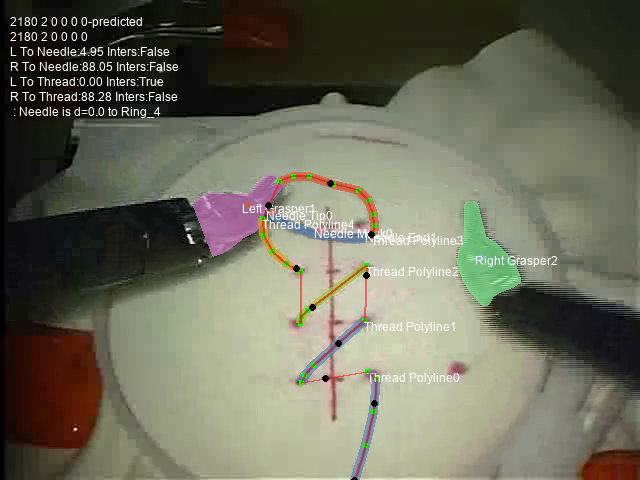 2180 2 0 0 0 0-predicted
2180 2 0 0 0 0
L To Needle:4.95 Inters:False
R To Needle:88.05 Inters:False
L To Thread:0.00 Inters:True
R To Thread:88.28 Inters:False
: Needle is d=0.0 to Ring_4
Left Grasper1
Needle Tip0
Thread Polyline4
Needle Mask0
Thread Polyline3
Right Grasper2
Thread Polyline2
Thread Polyline1
Thread Polyline0